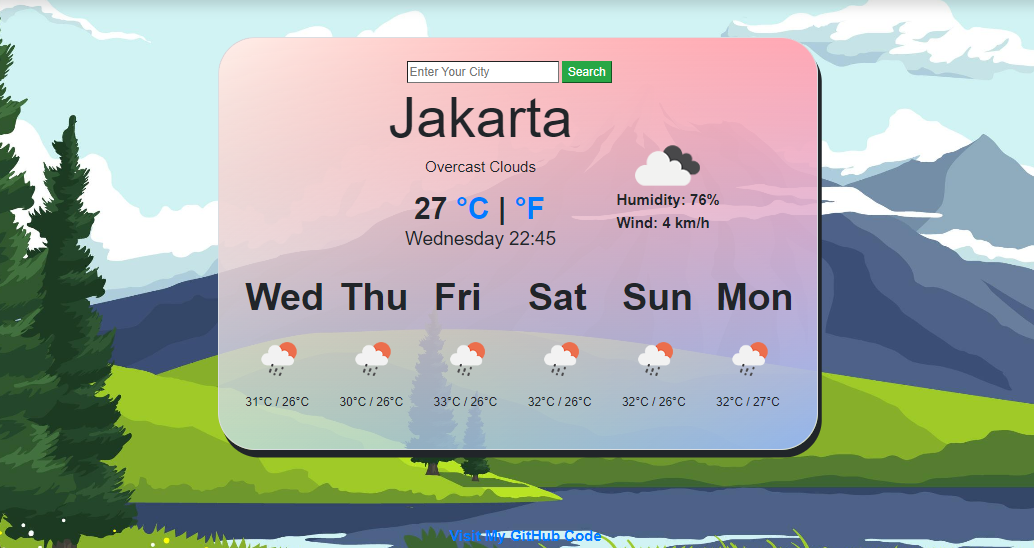 Enter Your City Search
Jakarta
Overcast Clouds
27 °C | °F
Wednesday 22:45
Humidity: 76%
Wind: 4 km/h
Wed Thu Fri Sat Sun Mon
31°C / 26°C 30°C / 26°C 33°C / 26°C 32°C / 26°C 32°C / 26°C 32°C / 27°C
Visit My GitHub Code